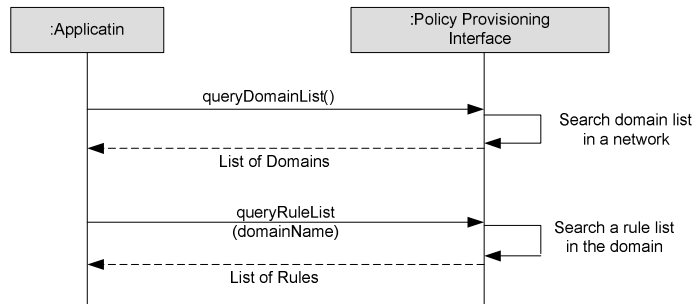 :Applicatin
:Policy Provisioning
Interface
queryDomainList()
Search domain list
in a network
List of Domains
queryRuleList
(domainName)
Search a rule list
in the domain
List of Rules